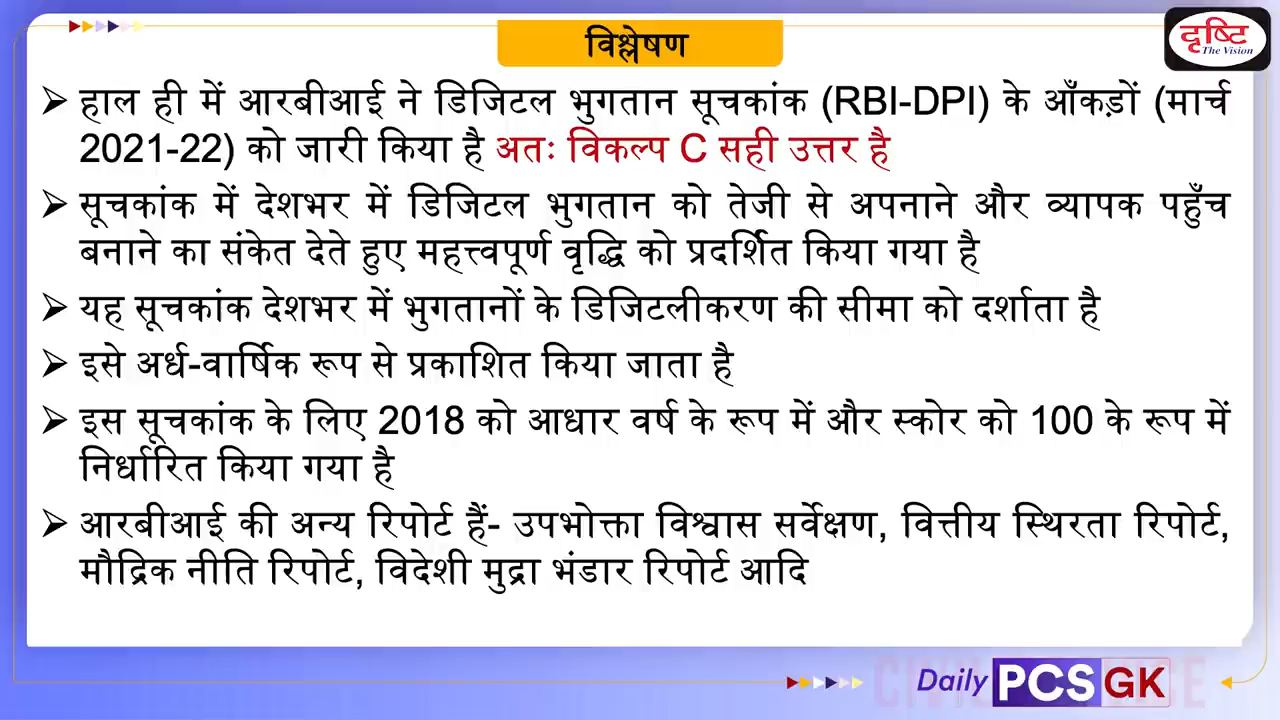 विश्लेषण
दृष्टि
The Vision
➢ हाल ही में आरबीआई ने डिजिटल भुगतान सूचकांक (RBI-DPI) के आँकड़ों (मार्च
2021-22) को जारी किया है अतः विकल्प C सही उत्तर है
➢ सूचकांक में देशभर में डिजिटल भुगतान को तेजी से अपनाने और व्यापक पहुँच
बनाने का संकेत देते हुए महत्त्वपूर्ण वृद्धि को प्रदर्शित किया गया है
➢ यह सूचकांक देशभर में भुगतानों के डिजिटलीकरण की सीमा को दर्शाता है
➢ इसे अर्ध-वार्षिक रूप से प्रकाशित किया जाता है
➢ इस सूचकांक के लिए 2018 को आधार वर्ष के रूप में और स्कोर को 100 के रूप में
निर्धारित किया गया है
➢ आरबीआई की अन्य रिपोर्ट हैं- उपभोक्ता विश्वास सर्वेक्षण, वित्तीय स्थिरता रिपोर्ट,
मौद्रिक नीति रिपोर्ट, विदेशी मुद्रा भंडार रिपोर्ट आदि
Daily PCS GK